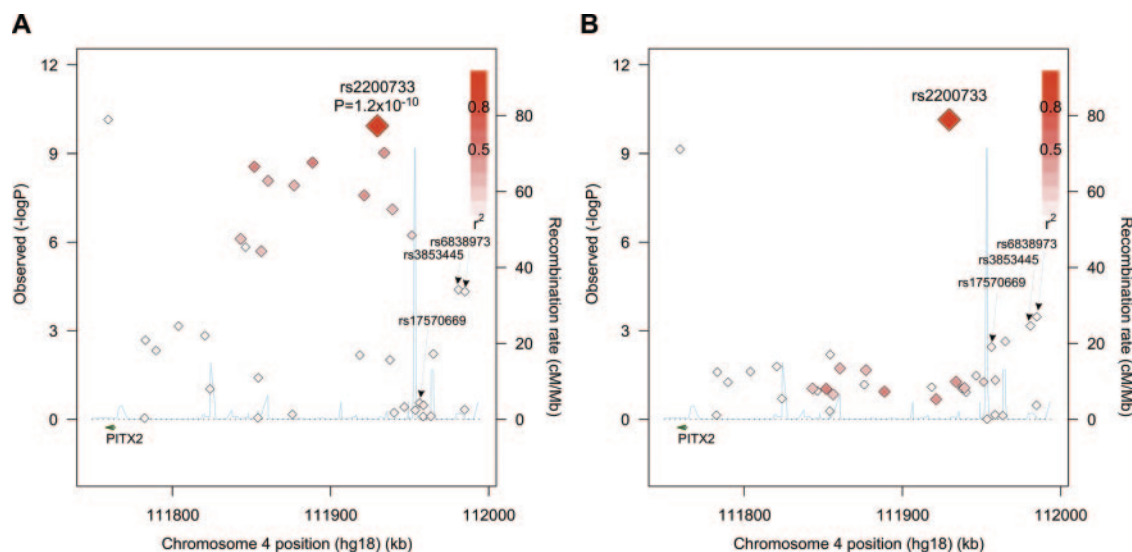 A
12
9
6
3
0
Observed (-logP)
rs2200733
P=1.2x10⁻¹⁰
0.8
0.5
r²
rs6838973
rs3853445
rs17570669
80
60
40
20
0
Recombination rate (cM/Mb)
PITX2
111800
111900
112000
Chromosome 4 position (hg18) (kb)
B
12
9
6
3
0
Observed (-logP)
rs2200733
0.8
0.5
r²
rs6838973
rs3853445
rs17570669
80
60
40
20
0
Recombination rate (cM/Mb)
PITX2
111800
111900
112000
Chromosome 4 position (hg18) (kb)